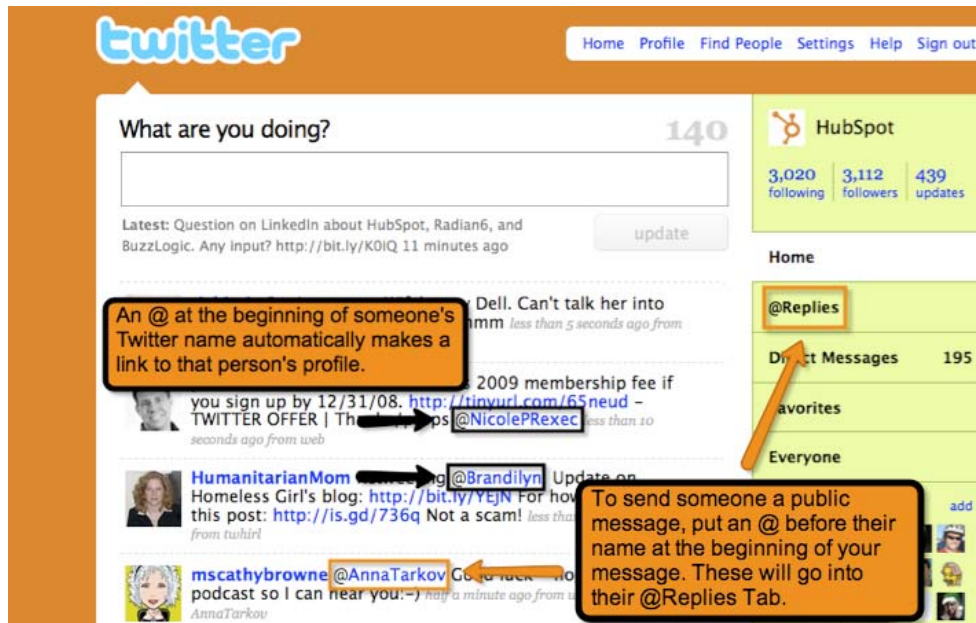 twitter
Home Profile Find People Settings Help Sign out
What are you doing?
140
Latest: Question on LinkedIn about HubSpot, Radian6, and
BuzzLogic. Any input? http://bit.ly/K0iQ 11 minutes ago
update
HubSpot
3,020 3,112 439
following followers updates
Home
@Replies
Direct Messages 195
Favorites
Everyone
add
An @ at the beginning of someone's
Twitter name automatically makes a
link to that person's profile.
Dell. Can't talk her into
less than 5 seconds ago from
2009 membership fee if
you sign up by 12/31/08. http://tinyurl.com/65neud –
TWITTER OFFER | @NicolePRexec less than 10
seconds ago from web
HumanitarianMom @Brandilyn Update on
Homeless Girl's blog: http://bit.ly/YEjN For how
this post: http://is.gd/736q Not a scam! less
from twhirl
mscathybrowne @AnnaTarkov
podcast so I can hear you:-) half a minute ago from
AnnaTarkov
To send someone a public
message, put an @ before their
name at the beginning of your
message. These will go into
their @Replies Tab.